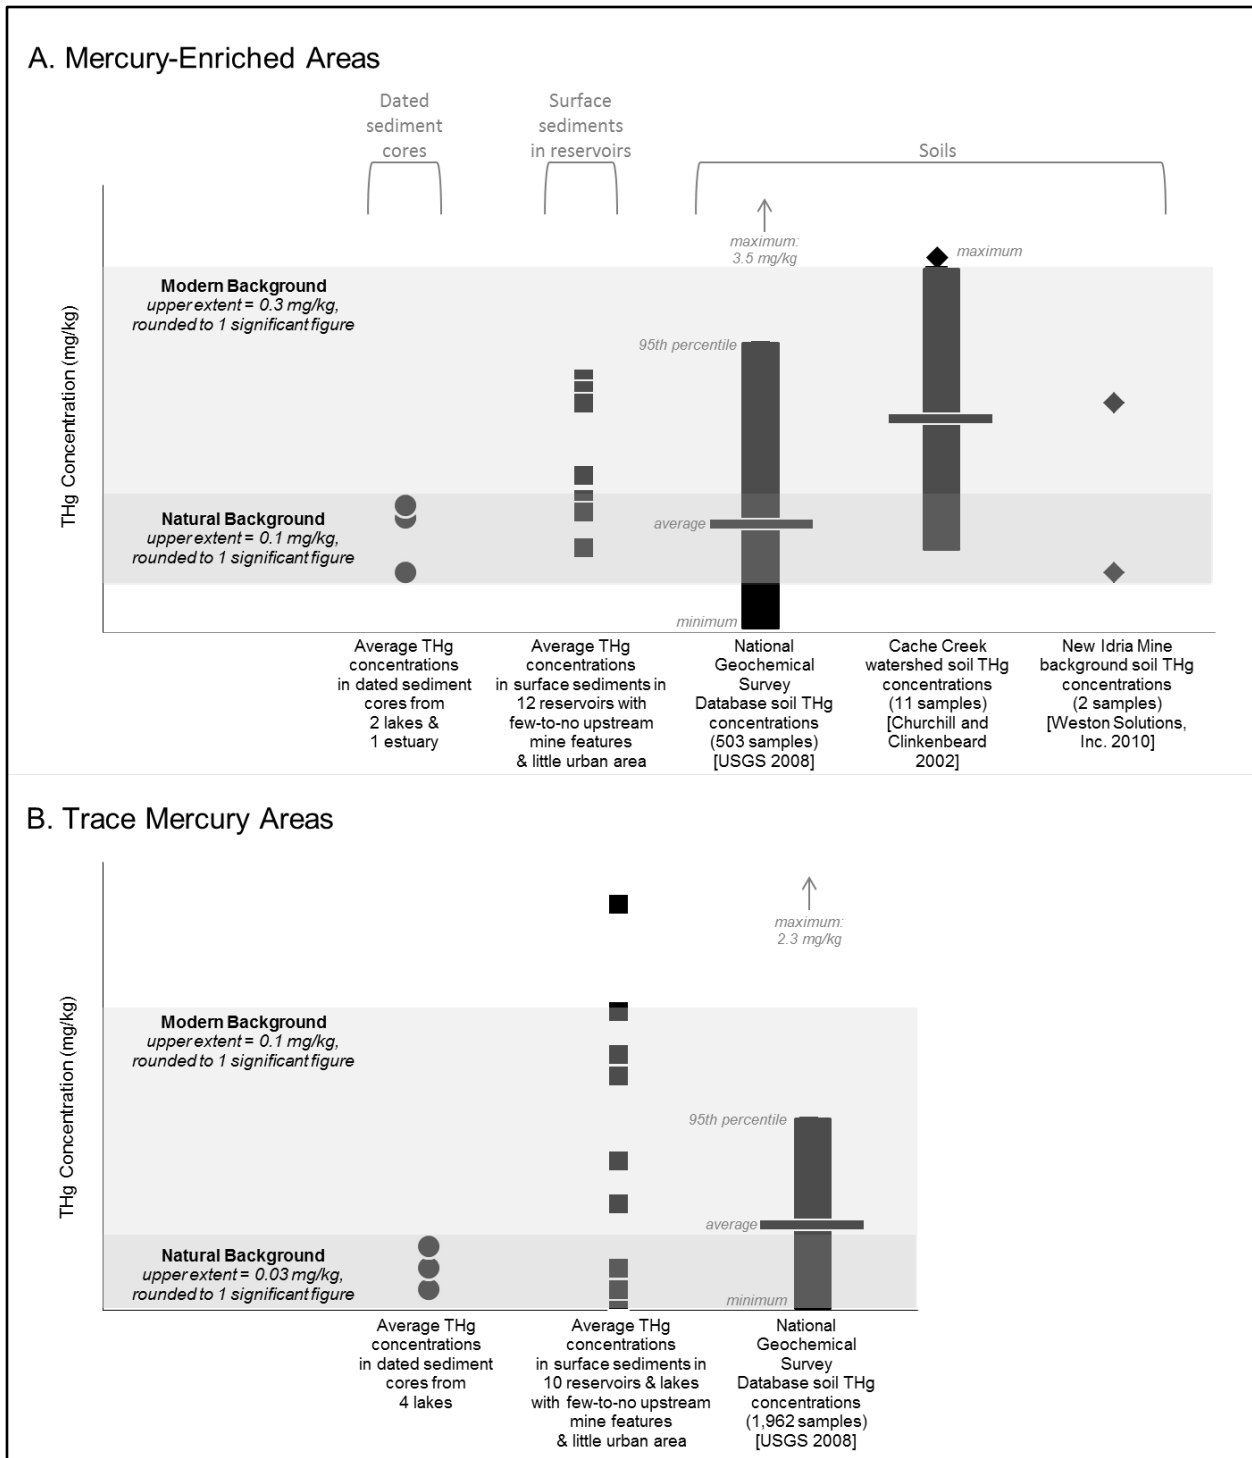 A. Mercury-Enriched Areas
Dated
sediment
cores
Surface
sediments
in reservoirs
Soils
maximum:
3.5 mg/kg
maximum
Modern Background
upper extent = 0.3 mg/kg,
rounded to 1 significant figure
95th percentile
THg Concentration (mg/kg)
Natural Background
upper extent = 0.1 mg/kg,
rounded to 1 significant figure
average
minimum
Average THg
concentrations
in dated sediment
cores from
2 lakes &
1 estuary
Average THg
concentrations
in surface sediments in
12 reservoirs with
few-to-no upstream
mine features
& little urban area
National
Geochemical
Survey
Database soil THg
concentrations
(503 samples)
[USGS 2008]
Cache Creek
watershed soil THg
concentrations
(11 samples)
[Churchill and
Clinkenbeard
2002]
New Idria Mine
background soil THg
concentrations
(2 samples)
[Weston Solutions,
Inc. 2010]
B. Trace Mercury Areas
maximum:
2.3 mg/kg
Modern Background
upper extent = 0.1 mg/kg,
rounded to 1 significant figure
95th percentile
THg Concentration (mg/kg)
average
Natural Background
upper extent = 0.03 mg/kg,
rounded to 1 significant figure
minimum
Average THg
concentrations
in dated sediment
cores from
4 lakes
Average THg
concentrations
in surface sediments in
10 reservoirs & lakes
with few-to-no upstream
mine features
& little urban area
National
Geochemical
Survey
Database soil THg
concentrations
(1,962 samples)
[USGS 2008]